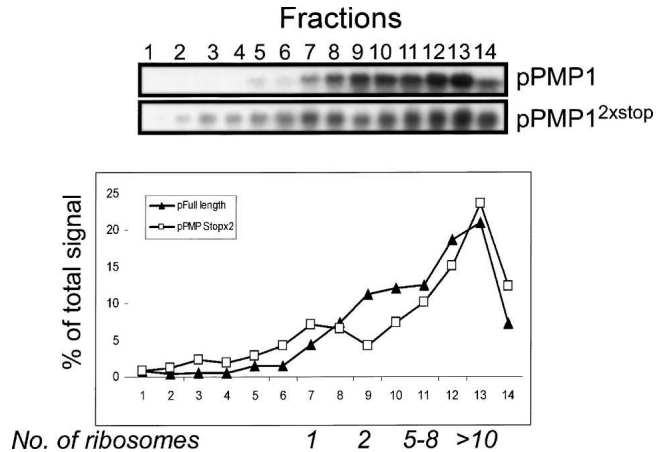 Fractions
1 2 3 4 5 6 7 8 9 10 11 12 13 14
pPMP1
pPMP1^2xstop
25
20
15
10
5
0
% of total signal
pFull length
pPMP Stopx2
1 2 3 4 5 6 7 8 9 10 11 12 13 14
No. of ribosomes 1 2 5-8 >10